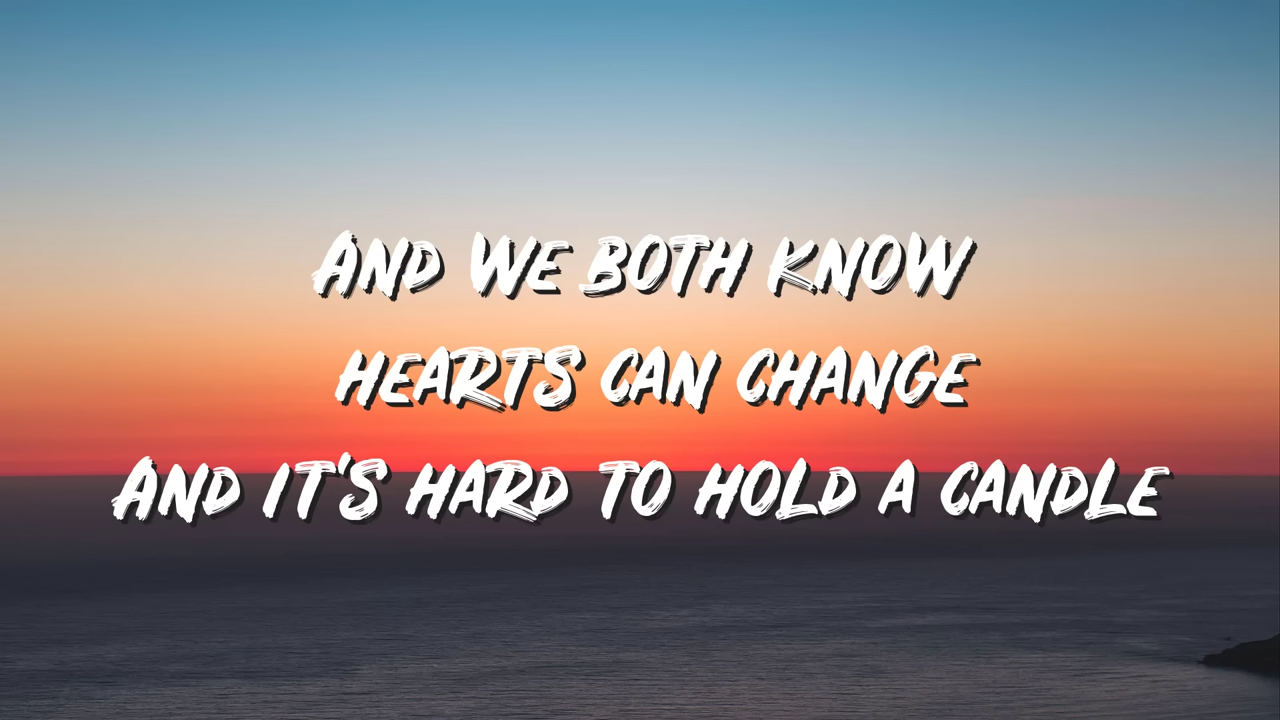 AND WE BOTH KNOW
HEARTS CAN CHANGE
AND IT'S HARD TO HOLD A CANDLE